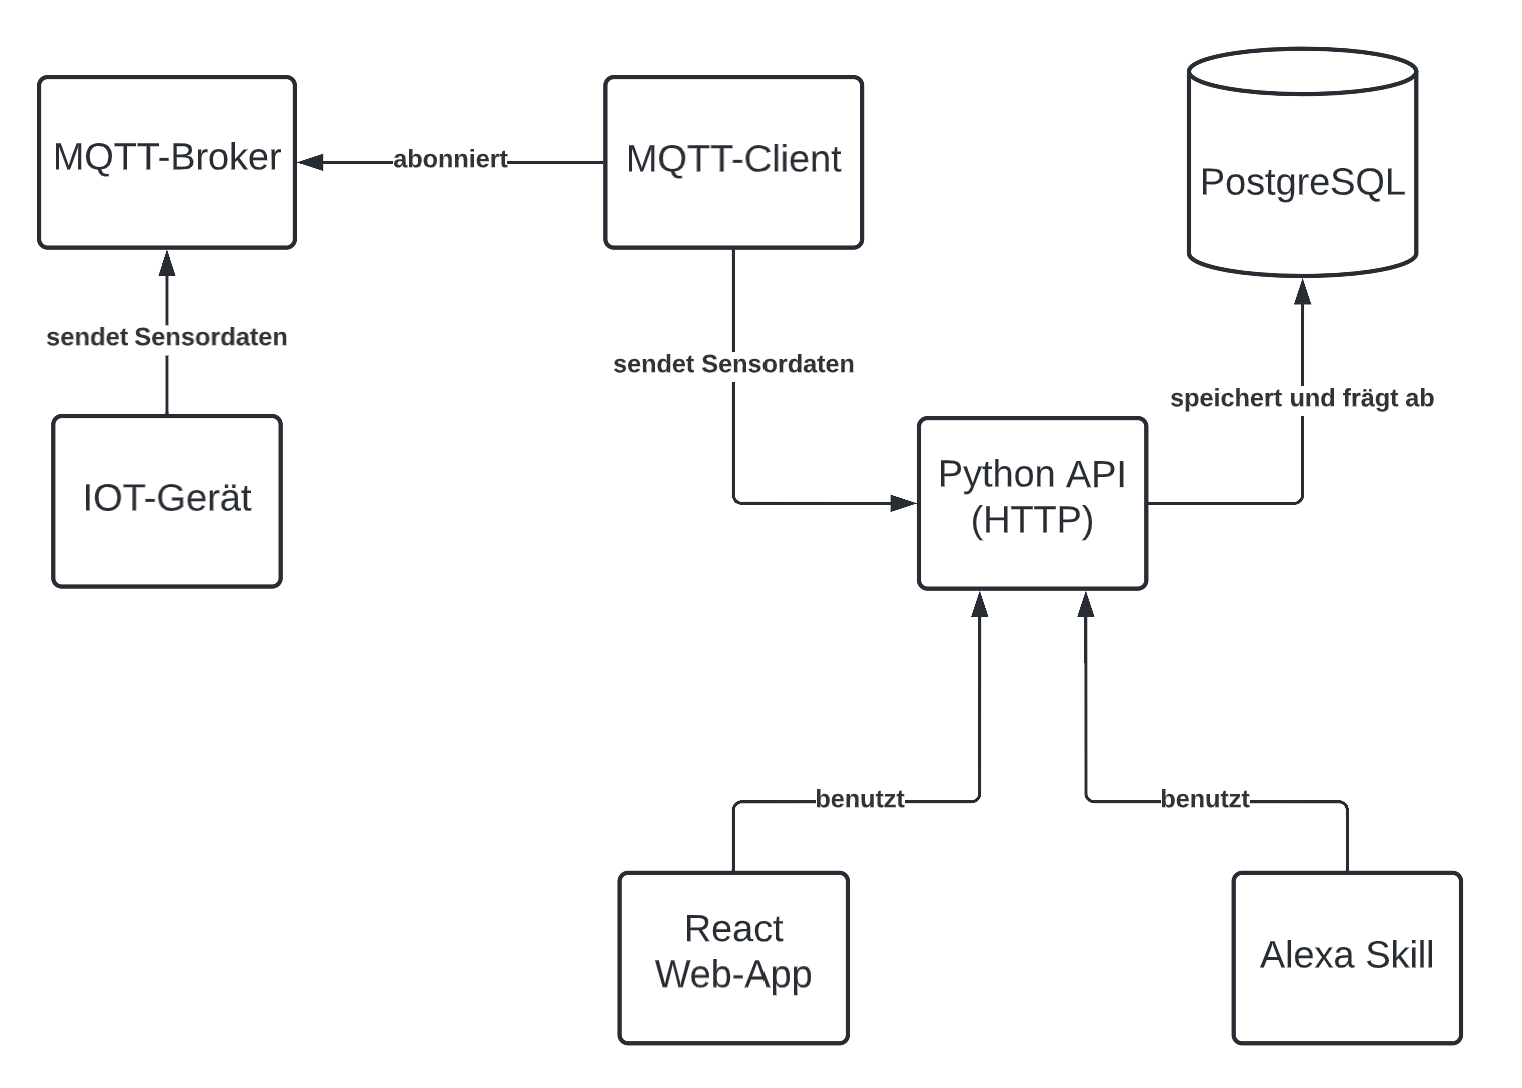 MQTT-Broker
abonniert
MQTT-Client
PostgreSQL
sendet Sensordaten
sendet Sensordaten
speichert und frägt ab
IOT-Gerät
Python API
(HTTP)
benutzt
benutzt
React
Web-App
Alexa Skill